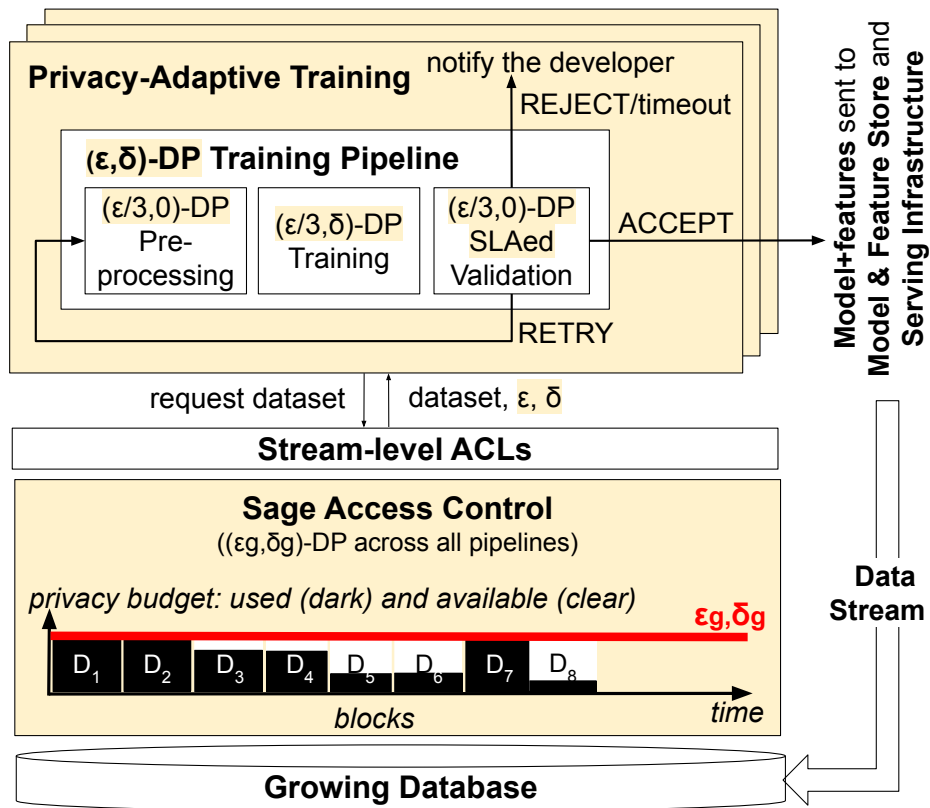 notify the developer
Privacy-Adaptive Training
REJECT/timeout
(ε,δ)-DP Training Pipeline
(ε/3,0)-DP
Pre-
processing
(ε/3,δ)-DP
Training
(ε/3,0)-DP
SLAed
Validation
ACCEPT
RETRY
Model+features sent to
Model & Feature Store and
Serving Infrastructure
request dataset
dataset, ε, δ
Stream-level ACLs
Sage Access Control
((εg,δg)-DP across all pipelines)
privacy budget: used (dark) and available (clear)
εg,δg
D1 D2 D3 D4 D5 D6 D7 D8
blocks
time
Data
Stream
Growing Database